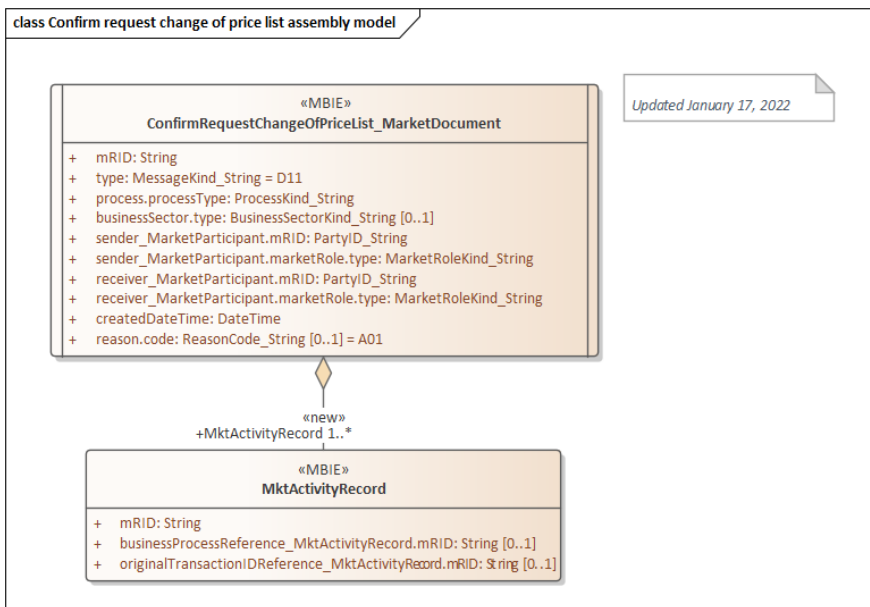 class Confirm request change of price list assembly model
«MBIE»
ConfirmRequestChangeOfPriceList_MarketDocument
+ mRID: String
+ type: MessageKind_String = D11
+ process.processType: ProcessKind_String
+ businessSector.type: BusinessSectorKind_String [0..1]
+ sender_MarketParticipant.mRID: PartyID_String
+ sender_MarketParticipant.marketRole.type: MarketRoleKind_String
+ receiver_MarketParticipant.mRID: PartyID_String
+ receiver_MarketParticipant.marketRole.type: MarketRoleKind_String
+ createdDateTime: DateTime
+ reason.code: ReasonCode_String [0..1] = A01
Updated January 17, 2022
«new»
+MktActivityRecord 1..*
«MBIE»
MktActivityRecord
+ mRID: String
+ businessProcessReference_MktActivityRecord.mRID: String [0..1]
+ originalTransactionIDReference_MktActivityRecord.mRID: String [0..1]